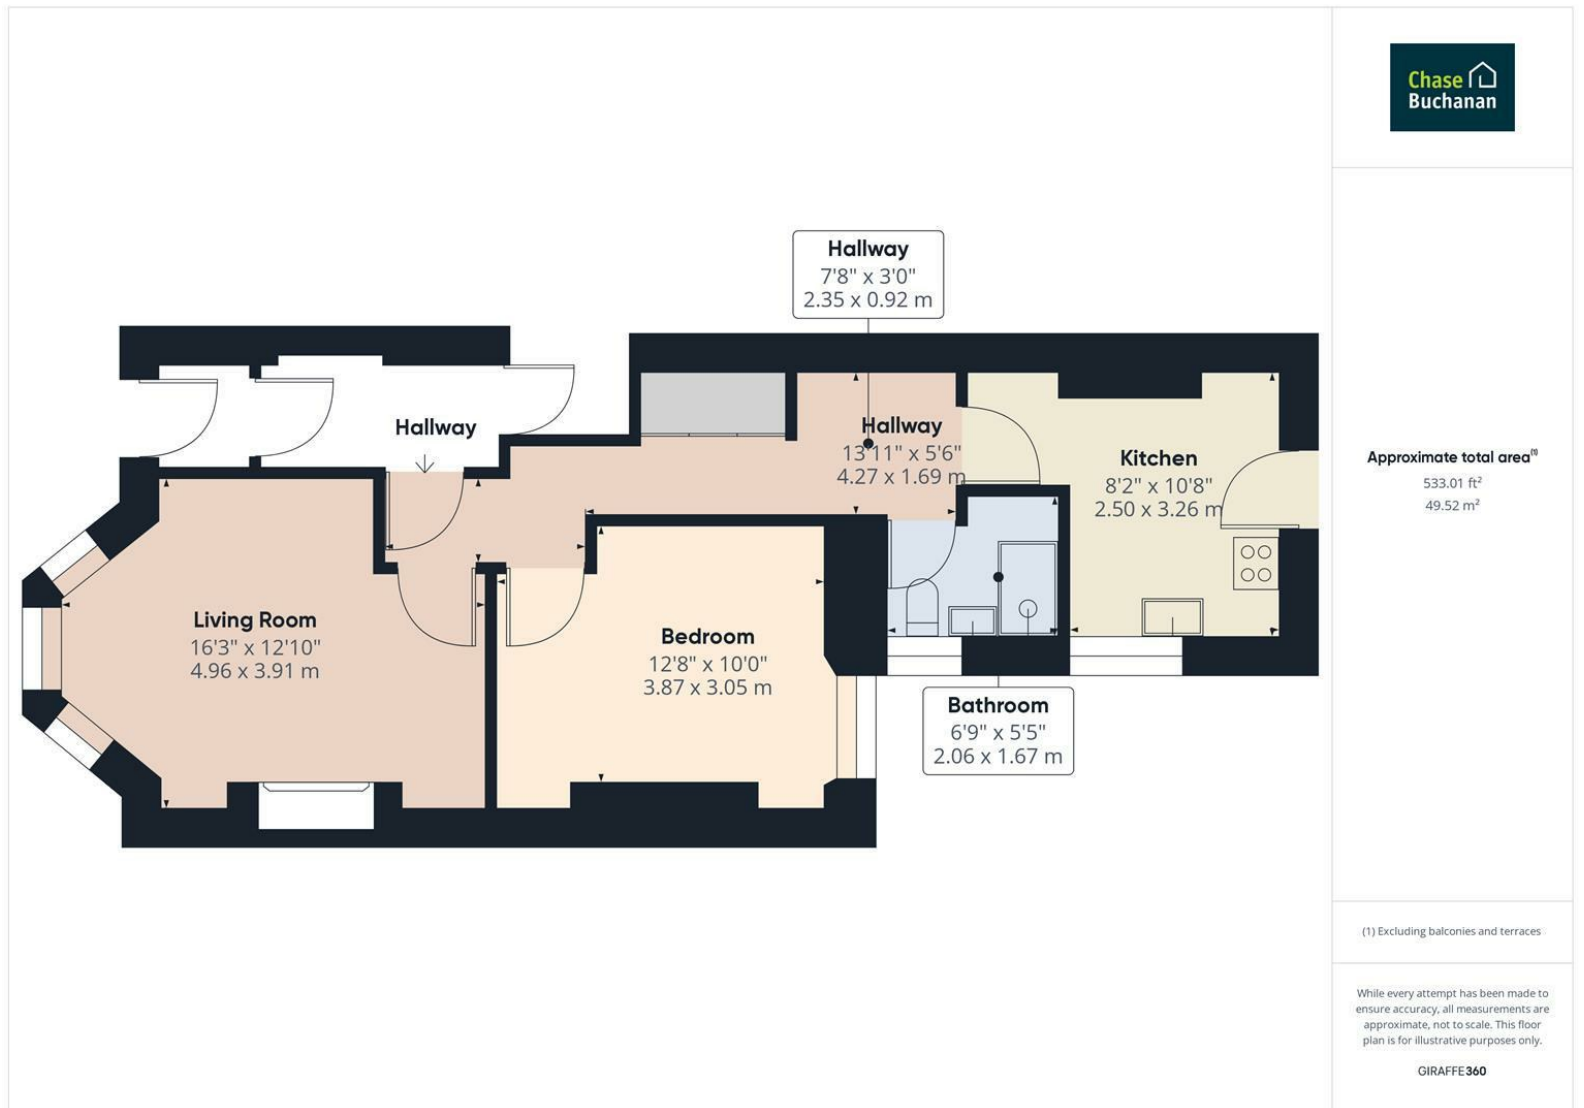 Chase
Buchanan
Hallway
7'8" x 3'0"
2.35 x 0.92 m
Hallway
Hallway
13'11" x 5'6"
4.27 x 1.69 m
Kitchen
8'2" x 10'8"
2.50 x 3.26 m
Living Room
16'3" x 12'10"
4.96 x 3.91 m
Bedroom
12'8" x 10'0"
3.87 x 3.05 m
Bathroom
6'9" x 5'5"
2.06 x 1.67 m
Approximate total area(1)
533.01 ft²
49.52 m²
(1) Excluding balconies and terraces
While every attempt has been made to
ensure accuracy, all measurements are
approximate, not to scale. This floor
plan is for illustrative purposes only.
GIRAFFE360